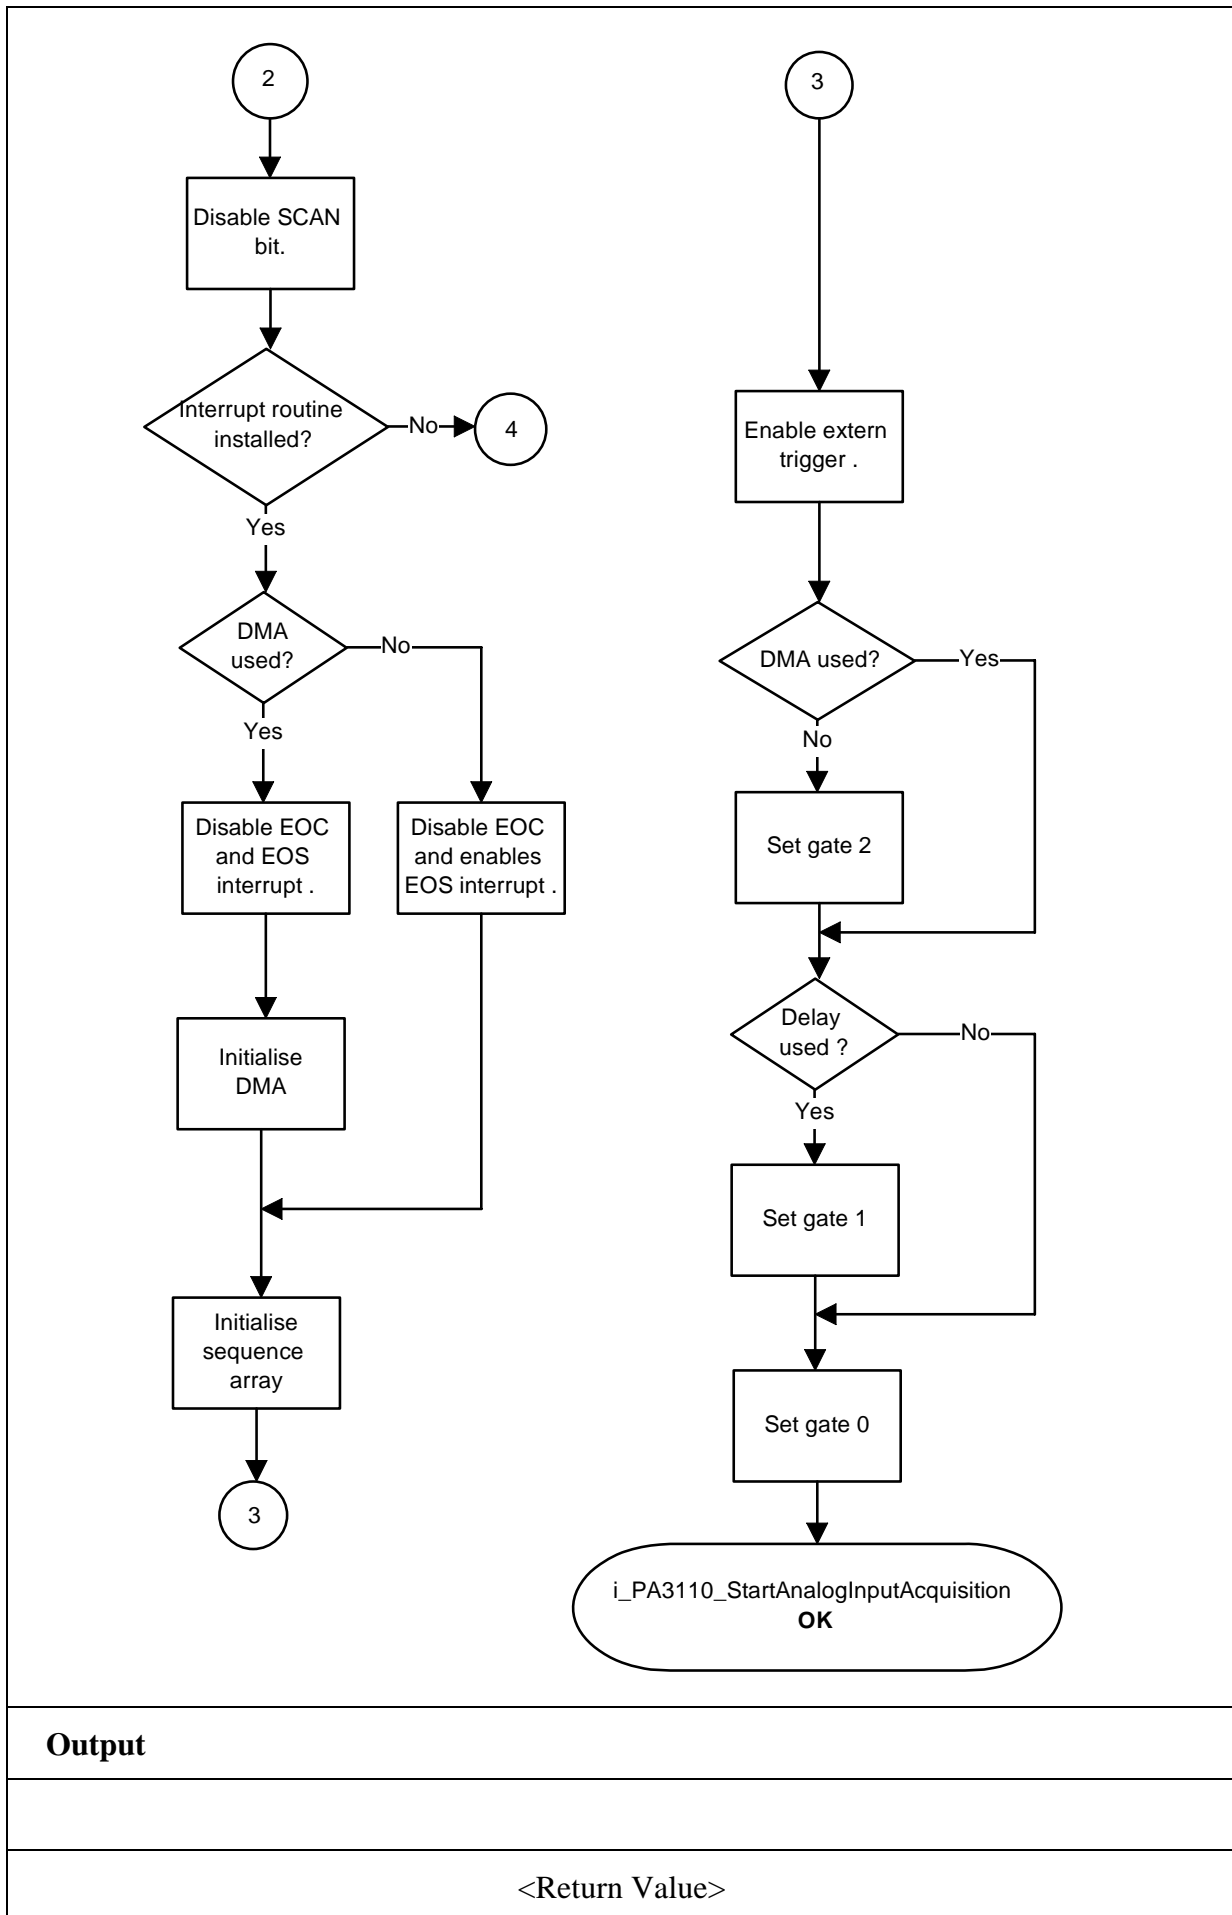 2
Disable SCAN
bit.
Interrupt routine
installed?
No
4
Yes
DMA
used?
No
Yes
Disable EOC
and EOS
interrupt .
Disable EOC
and enables
EOS interrupt .
Initialise
DMA
Initialise
sequence
array
3
3
Enable extern
trigger .
DMA used?
Yes
No
Set gate 2
Delay
used ?
No
Yes
Set gate 1
Set gate 0
i_PA3110_StartAnalogInputAcquisition
OK
Output
<Return Value>